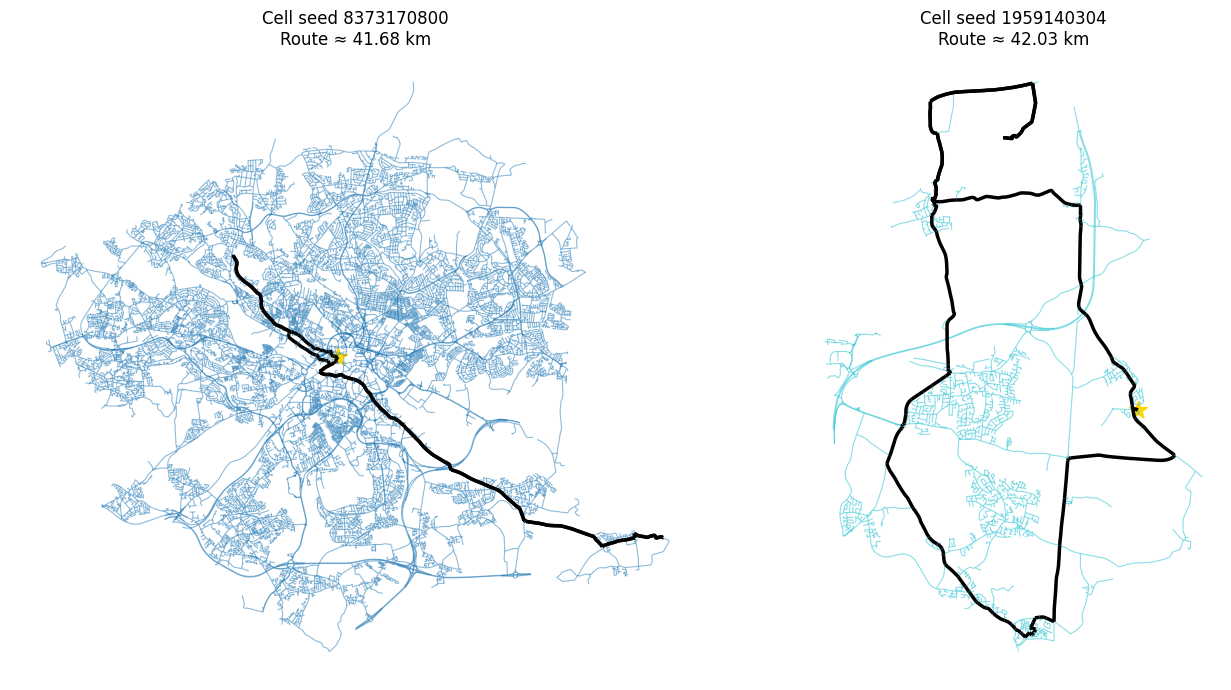 Cell seed 8373170800
Route ≈ 41.68 km
Cell seed 1959140304
Route ≈ 42.03 km